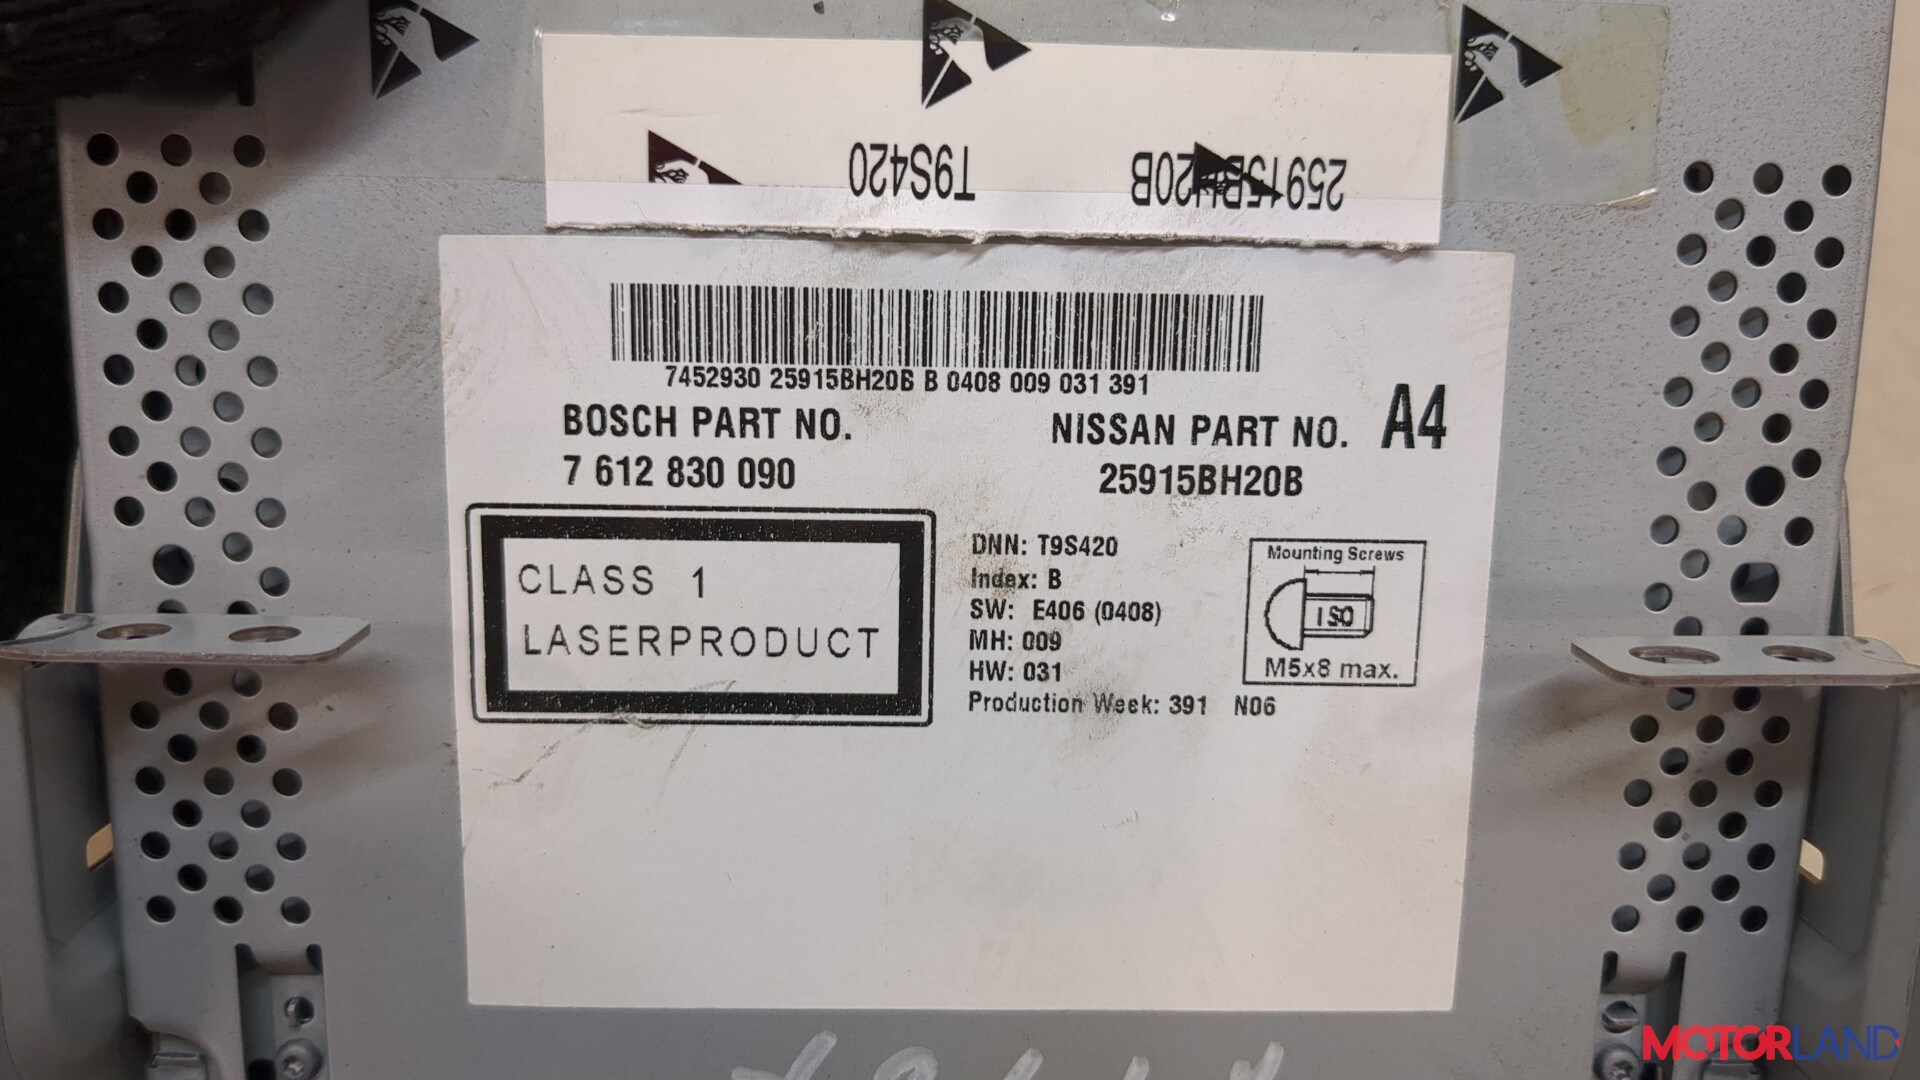 T9S420 25915BH20B
7452930 25915BH20B B 0408 009 031 391
BOSCH PART NO.
7 612 830 090
NISSAN PART NO. A4
25915BH20B
CLASS 1
LASERPRODUCT
DNN: T9S420
Index: B
SW: E406 (0408)
MH: 009
HW: 031
Production Week: 391 N06
Mounting Screws
ISO
M5x8 max.
MOTORLAND